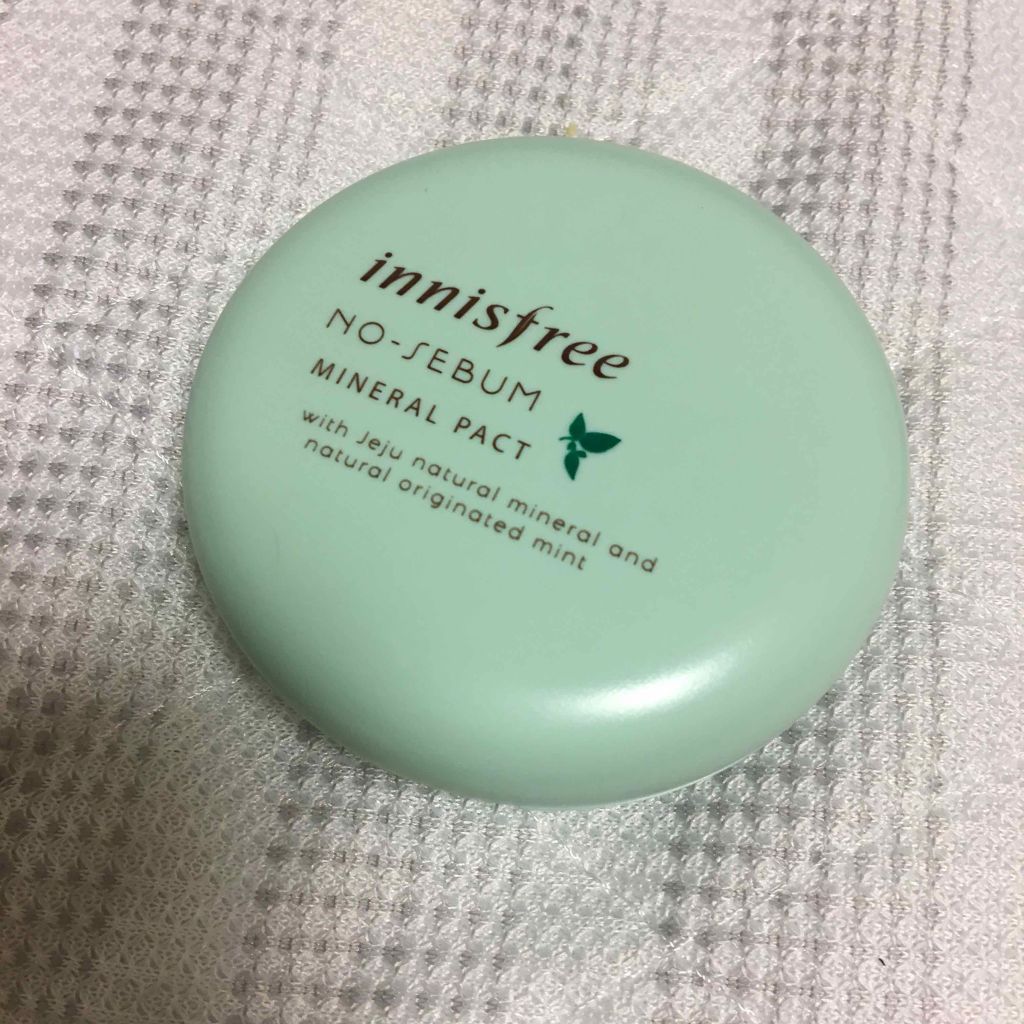 innisfree
NO-SEBUM
MINERAL PACT
with Jeju natural mineral and
natural originated mint